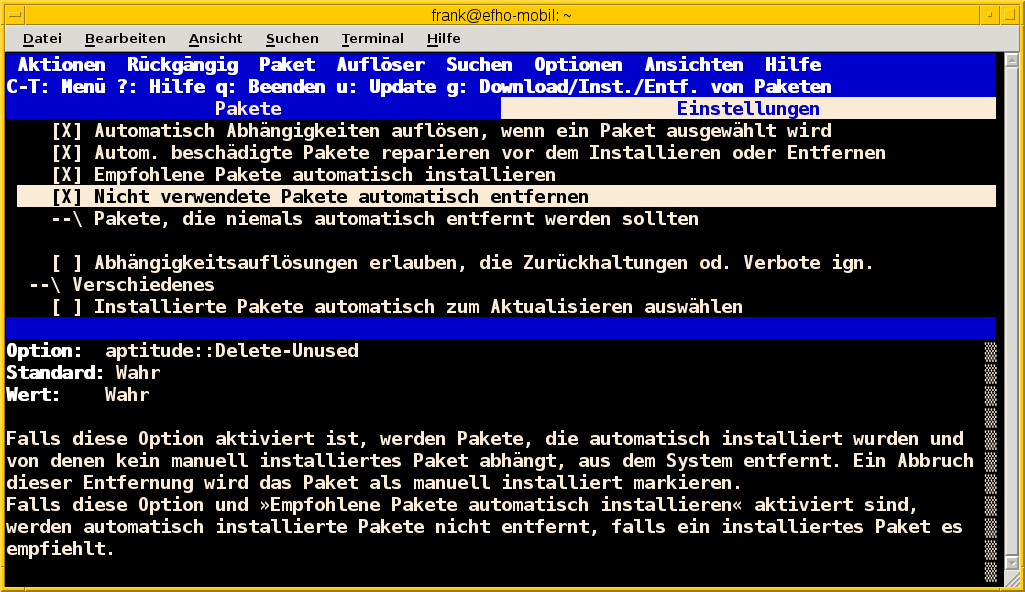 frank@efho-mobil: ~
Datei Bearbeiten Ansicht Suchen Terminal Hilfe
Aktionen Rückgängig Paket Auflöser Suchen Optionen Ansichten Hilfe
C-T: Menü ?: Hilfe q: Beenden u: Update g: Download/Inst./Entf. von Paketen
Pakete Einstellungen
[X] Automatisch Abhängigkeiten auflösen, wenn ein Paket ausgewählt wird
[X] Autom. beschädigte Pakete reparieren vor dem Installieren oder Entfernen
[X] Empfohlene Pakete automatisch installieren
[X] Nicht verwendete Pakete automatisch entfernen
--\ Pakete, die niemals automatisch entfernt werden sollten
[ ] Abhängigkeitsauflösungen erlauben, die Zurückhaltungen od. Verbote ign.
--\ Verschiedenes
[ ] Installierte Pakete automatisch zum Aktualisieren auswählen
Option: aptitude::Delete-Unused
Standard: Wahr
Wert: Wahr
Falls diese Option aktiviert ist, werden Pakete, die automatisch installiert wurden und
von denen kein manuell installiertes Paket abhängt, aus dem System entfernt. Ein Abbruch
dieser Entfernung wird das Paket als manuell installiert markieren.
Falls diese Option und »Empfohlene Pakete automatisch installieren« aktiviert sind,
werden automatisch installierte Pakete nicht entfernt, falls ein installiertes Paket es
empfiehlt.